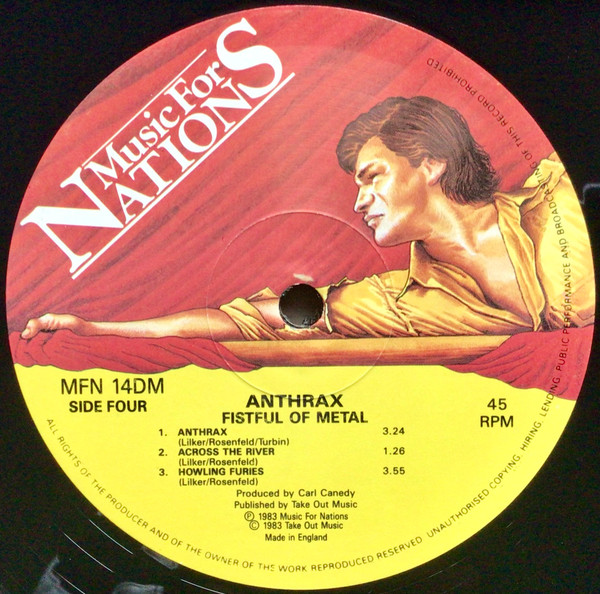 Music For
NATIONS
MFN 14DM
SIDE FOUR
ANTHRAX
FISTFUL OF METAL
45
RPM
1. ANTHRAX 3.24
(Lilker/Rosenfeld/Turbin)
2. ACROSS THE RIVER 1.26
(Lilker/Rosenfeld)
3. HOWLING FURIES 3.55
(Lilker/Rosenfeld)
Produced by Carl Canedy
Published by Take Out Music
℗ 1983 Music For Nations
© 1983 Take Out Music
Made in England
ALL RIGHTS OF THE PRODUCER AND OF THE OWNER OF THS WORK REPRODUCED RESERVED. UNAUTHORISED COPYING, HIRING, LENDING, PUBLIC PERFORMANCE AND BROADCASTING OF THIS RECORD PROHIBITED